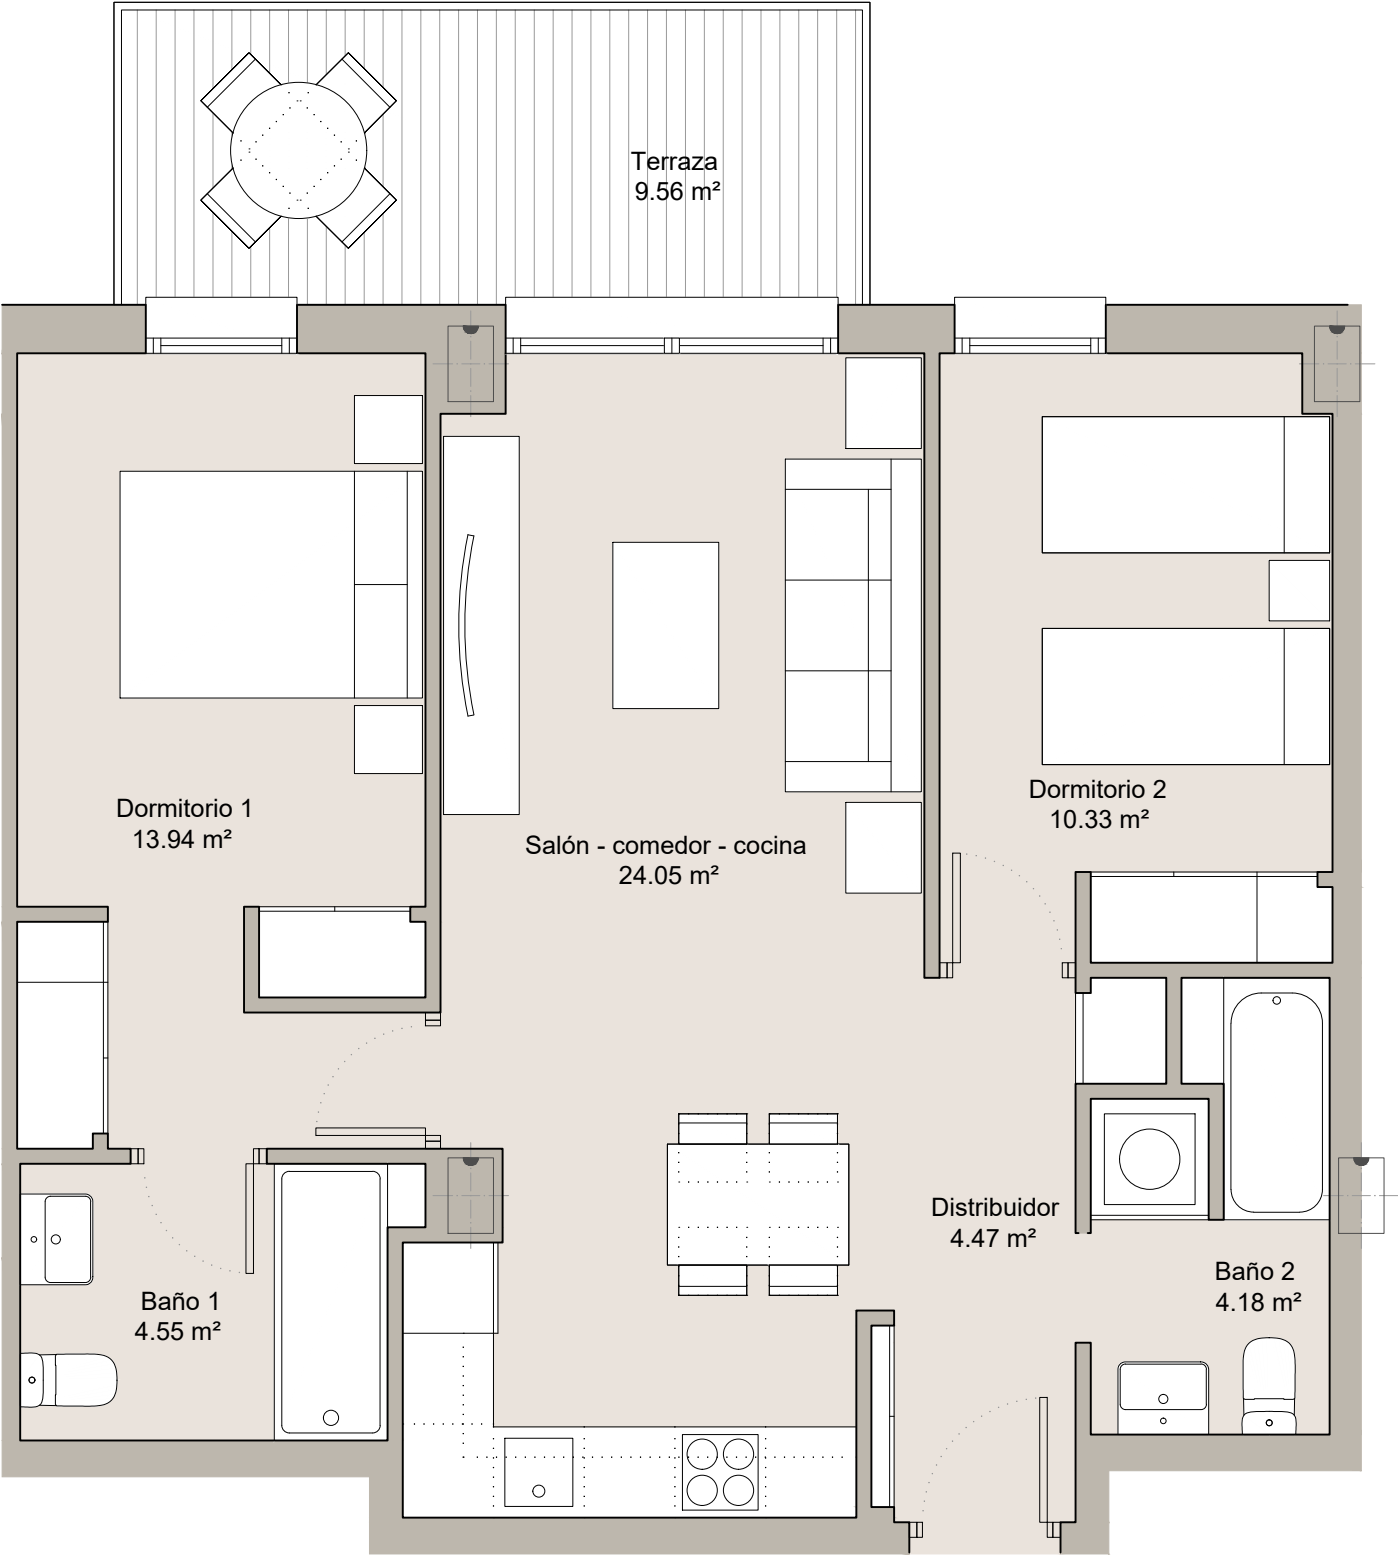 Terraza
9.56 m²
Dormitorio 1
13.94 m²
Salón - comedor - cocina
24.05 m²
Dormitorio 2
10.33 m²
Distribuidor
4.47 m²
Baño 1
4.55 m²
Baño 2
4.18 m²